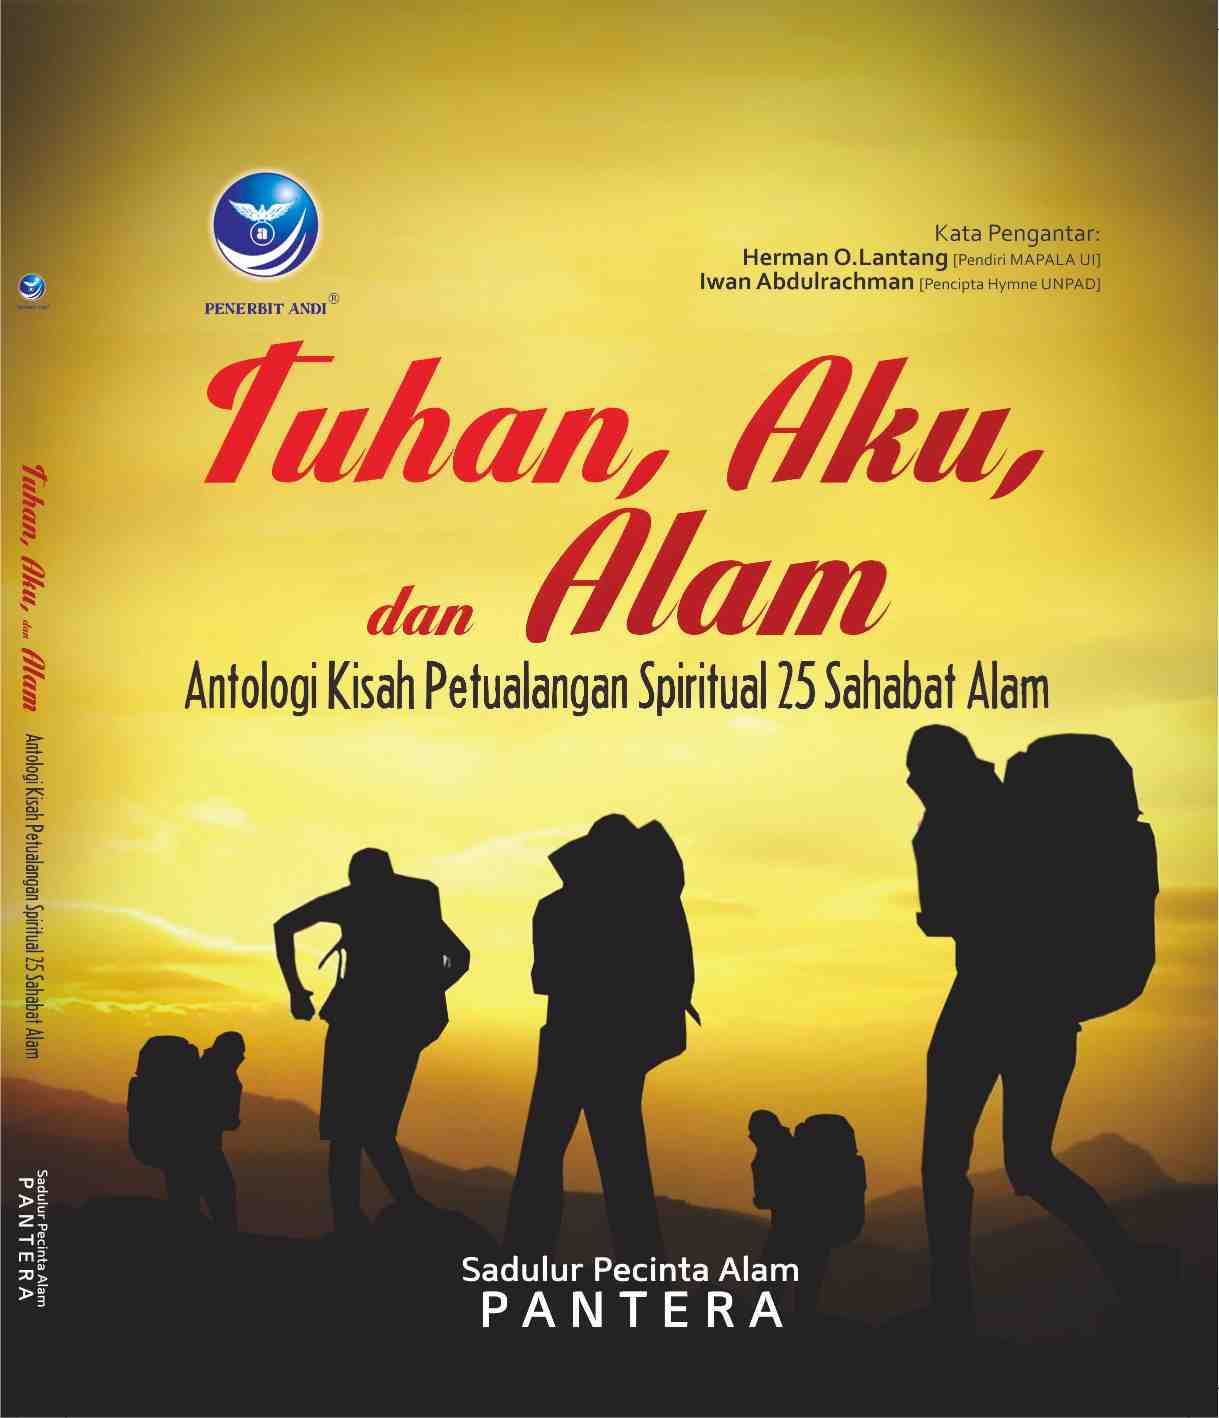 PENERBIT ANDI®
Kata Pengantar:
Herman O.Lantang [Pendiri MAPALA UI]
Iwan Abdulrachman [Pencipta Hymne UNPAD]
Tuhan, Aku,
dan Alam
Antologi Kisah Petualangan Spiritual 25 Sahabat Alam
Sadulur Pecinta Alam
PANTERA
Tuhan, Aku, dan Alam
Antologi Kisah Petualangan Spiritual 25 Sahabat Alam
Sadulur Pecinta Alam
PANTERA